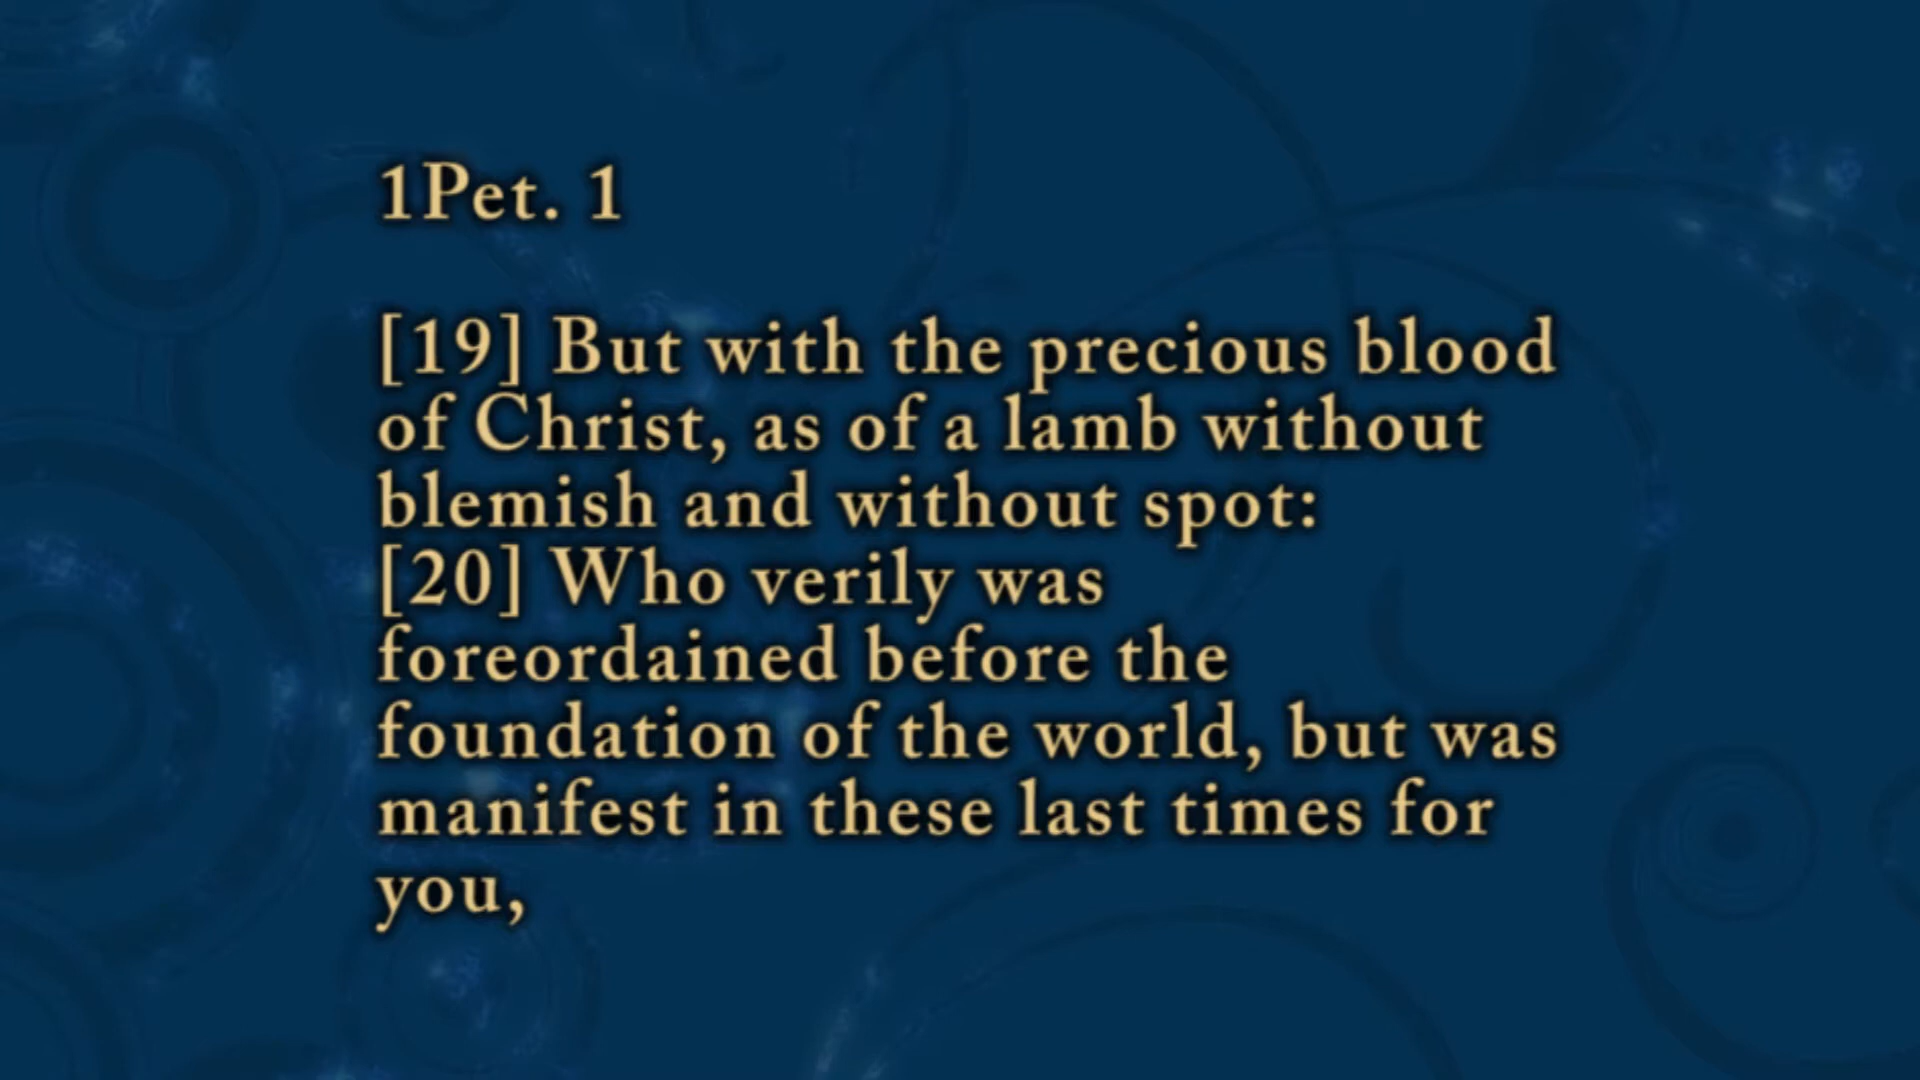 1Pet. 1
[19] But with the precious blood
of Christ, as of a lamb without
blemish and without spot:
[20] Who verily was
foreordained before the
foundation of the world, but was
manifest in these last times for
you,